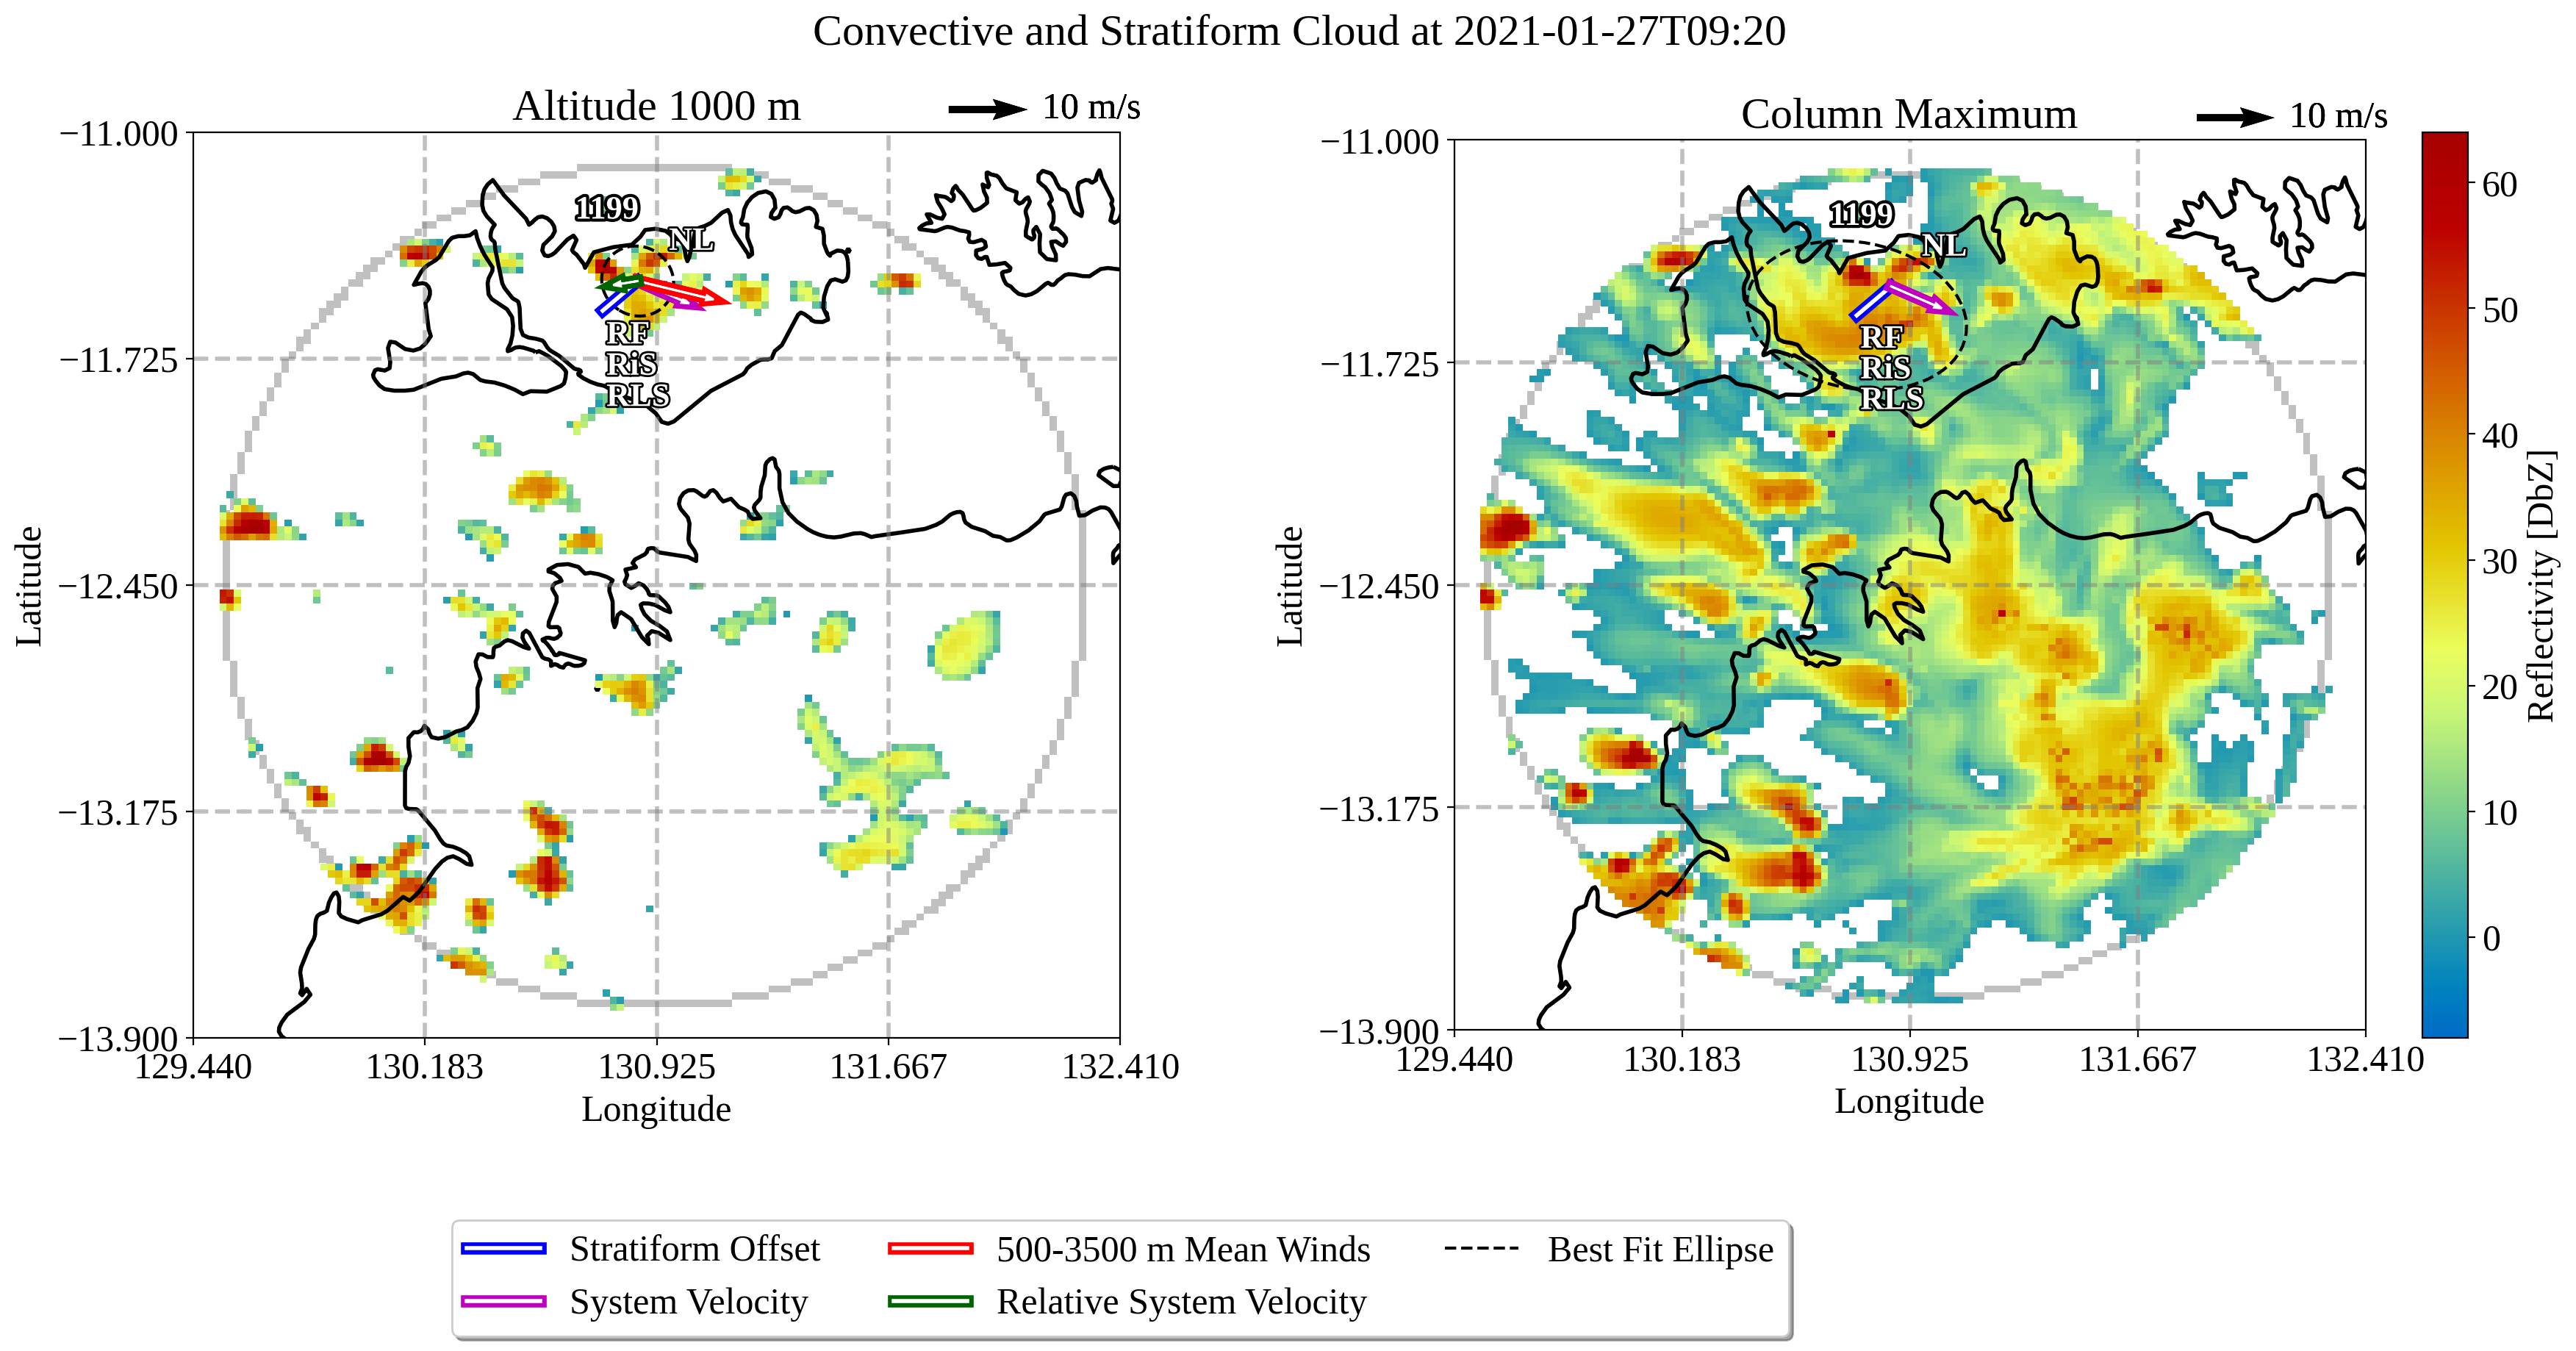 Convective and Stratiform Cloud at 2021-01-27T09:20
Altitude 1000 m
10 m/s
−11.000
−11.725
−12.450
−13.175
−13.900
Latitude
129.440
130.183
130.925
131.667
132.410
Longitude
1199
NL
RF
RiS
RLS
Column Maximum
10 m/s
−11.000
−11.725
−12.450
−13.175
−13.900
Latitude
129.440
130.183
130.925
131.667
132.410
Longitude
1199
NL
RF
RiS
RLS
60
50
40
30
20
10
0
Reflectivity [DbZ]
Stratiform Offset
System Velocity
500-3500 m Mean Winds
Relative System Velocity
Best Fit Ellipse